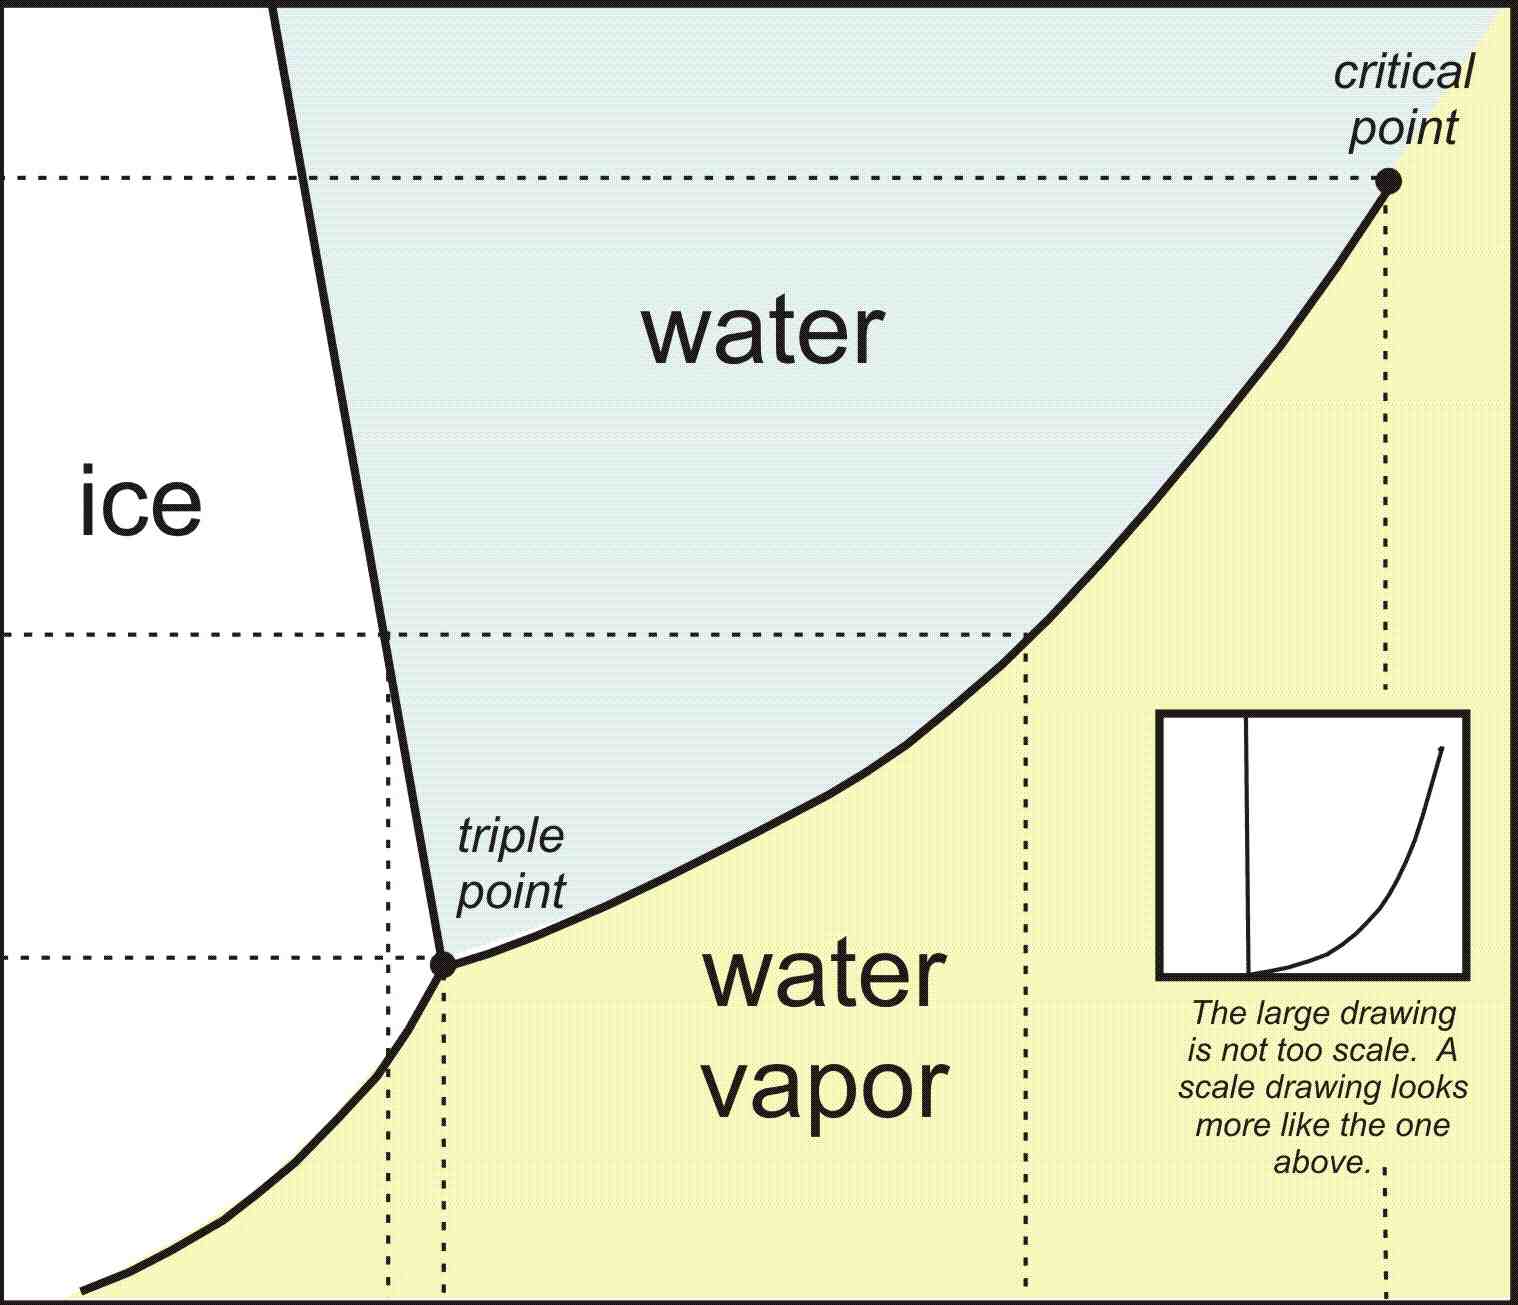 critical
point
water
ice
triple
point
water
vapor
The large drawing
is not too scale. A
scale drawing looks
more like the one
above.